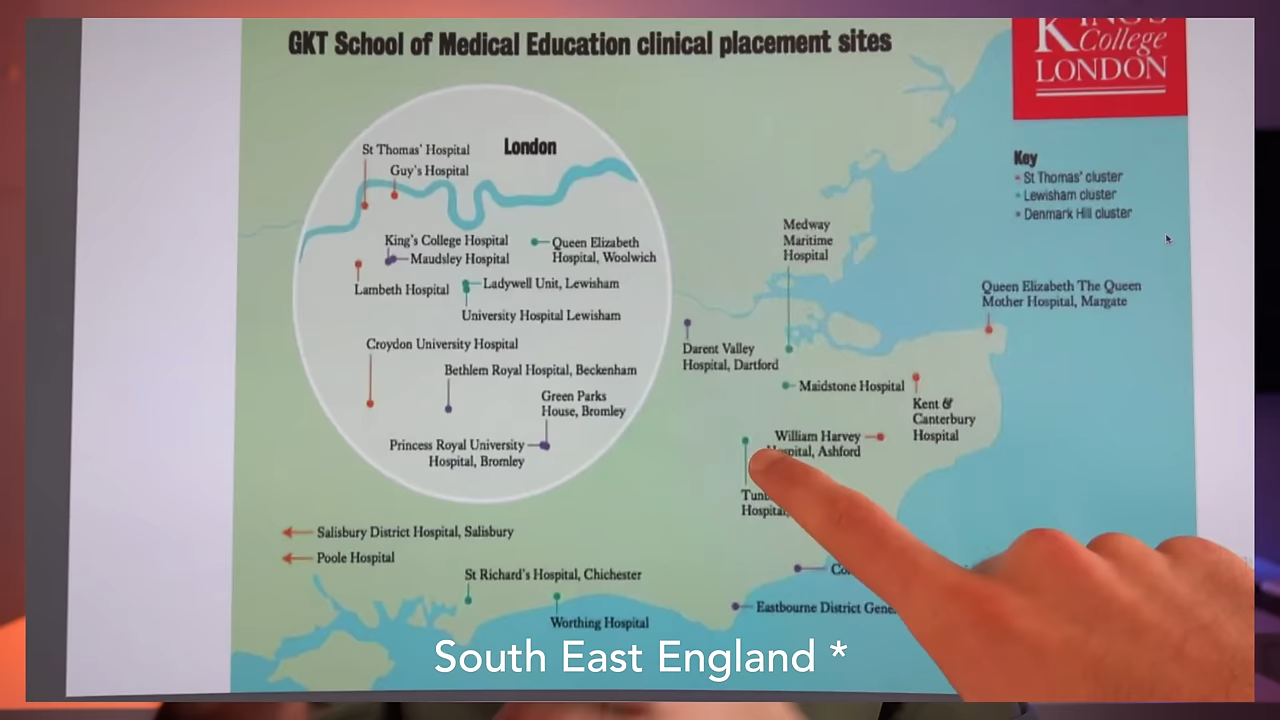 GKT School of Medical Education clinical placement sites
College
LONDON
London
St Thomas' Hospital
Guy's Hospital
King's College Hospital
Maudsley Hospital
Queen Elizabeth
Hospital, Woolwich
Lambeth Hospital
Ladywell Unit, Lewisham
University Hospital Lewisham
Croydon University Hospital
Bethlem Royal Hospital, Beckenham
Green Parks
House, Bromley
Princess Royal University
Hospital, Bromley
Key
St Thomas' cluster
Lewisham cluster
Denmark Hill cluster
Medway
Maritime
Hospital
Queen Elizabeth The Queen
Mother Hospital, Margate
Darent Valley
Hospital, Dartford
Maidstone Hospital
Kent &
Canterbury
Hospital
William Harvey
Ashford
Hospital
Salisbury District Hospital, Salisbury
Poole Hospital
St Richard's Hospital, Chichester
Worthing Hospital
Eastbourne District
South East England *